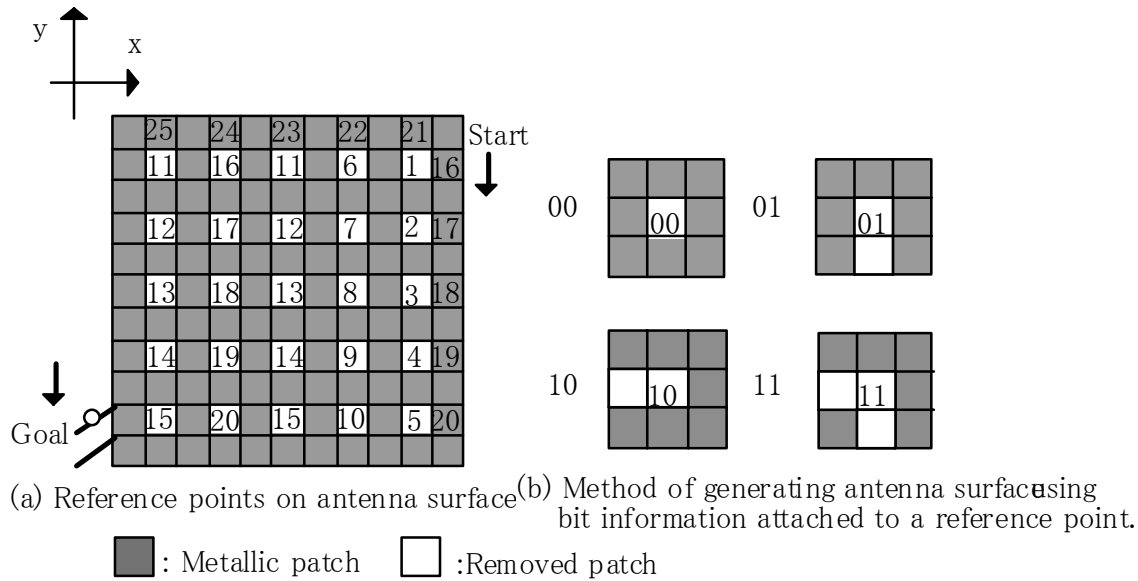 y
x
25 24 23 22 21
Start
11 16 11 6 1 16
12 17 12 7 2 17
13 18 13 8 3 18
14 19 14 9 4 19
Goal
15 20 15 10 5 20
00 00 01 01
10 10 11 11
(a) Reference points on antenna surface
(b) Method of generating antenna surface using
bit information attached to a reference point.
: Metallic patch :Removed patch